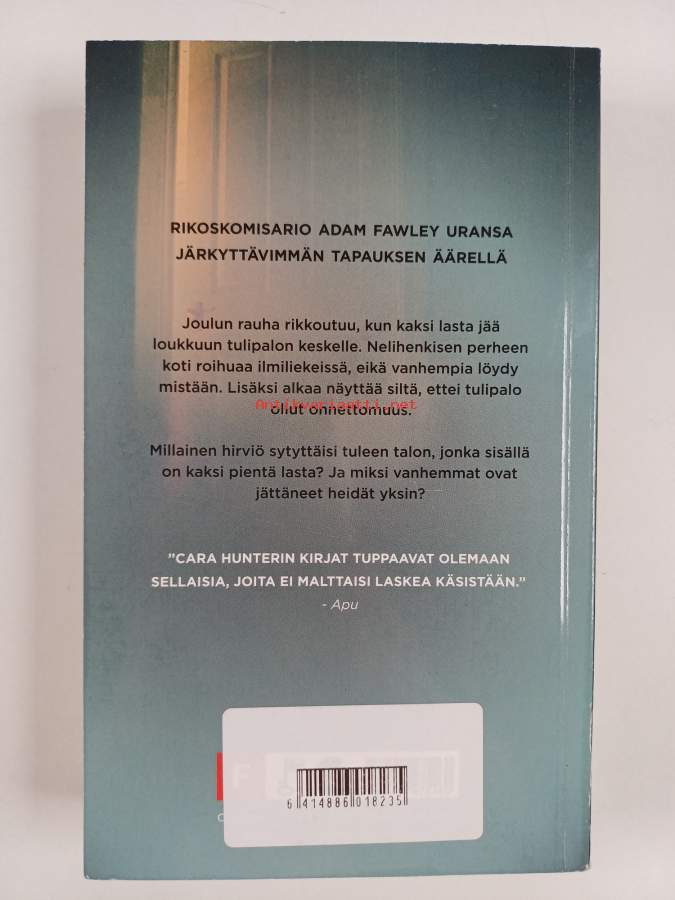 RIKOSKOMISARIO ADAM FAWLEY URANSA
JÄRKYTTÄVIMMÄN TAPAUKSEN ÄÄRELLÄ
Joulun rauha rikkoutuu, kun kaksi lasta jää
loukkuun tulipalon keskelle. Nelihenkisen perheen
koti roihuaa ilmiliekeissä, eikä vanhempia löydy
mistään. Lisäksi alkaa näyttää siltä, ettei tulipalo
Antikvariaatti.net
ollut onnettomuus.
Millainen hirviö sytyttäisi tuleen talon, jonka sisällä
on kaksi pientä lasta? Ja miksi vanhemmat ovat
jättäneet heidät yksin?
"CARA HUNTERIN KIRJAT TUPPAAVAT OLEMAAN
SELLAISIA, JOITA EI MALTTAISI LASKEA KÄSISTÄÄN."
- Apu
F
6 414886 018235